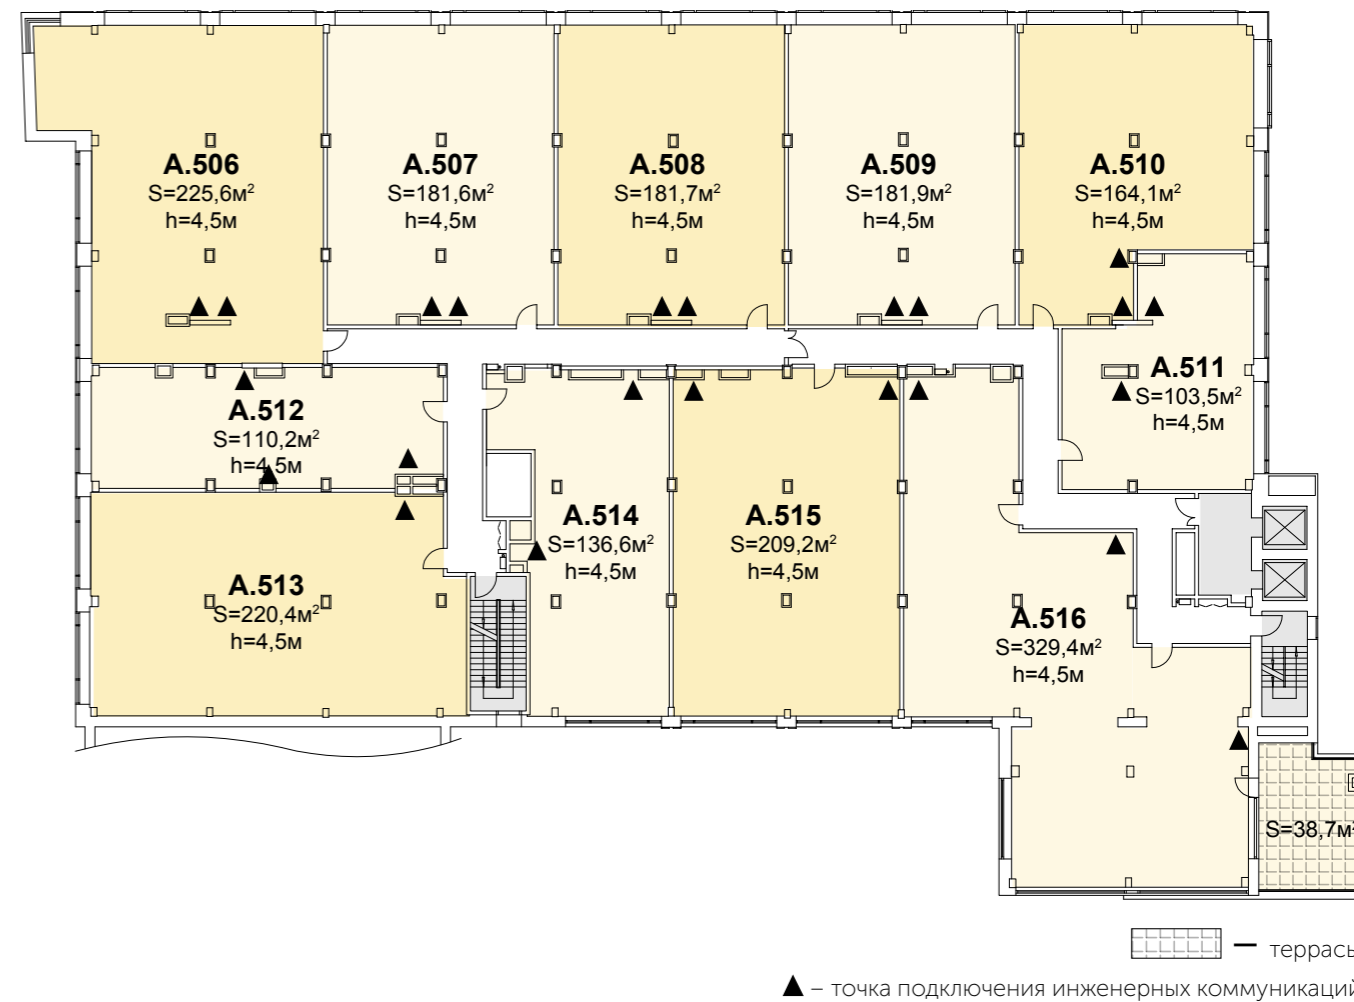 A.506
S=225,6м²
h=4,5м
A.507
S=181,6м²
h=4,5м
A.508
S=181,7м²
h=4,5м
A.509
S=181,9м²
h=4,5м
A.510
S=164,1м²
h=4,5м
A.511
S=103,5м²
h=4,5м
A.512
S=110,2м²
h=4,5м
A.513
S=220,4м²
h=4,5м
A.514
S=136,6м²
h=4,5м
A.515
S=209,2м²
h=4,5м
A.516
S=329,4м²
h=4,5м
S=38,7м²
– террасы
▲ – точка подключения инженерных коммуникаций